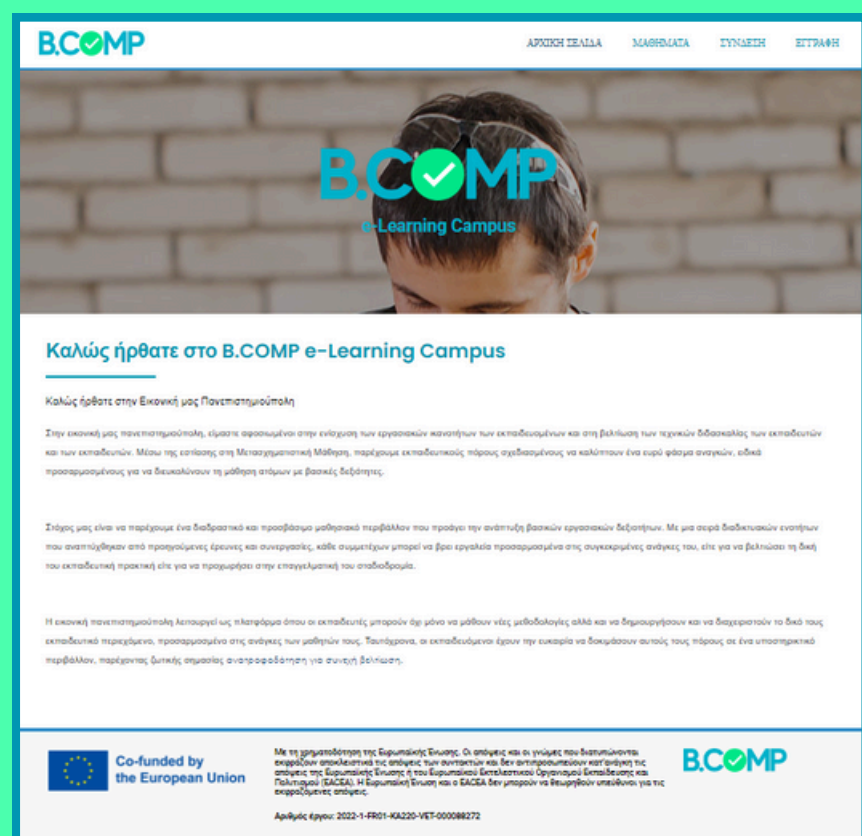 B.COMP
ΑΡΧΙΚΗ ΣΕΛΙΔΑ ΜΑΘΗΜΑΤΑ ΣΥΝΔΕΣΗ ΕΓΓΡΑΦΗ
B.COMP
e-Learning Campus
Καλώς ήρθατε στο B.COMP e-Learning Campus
Καλώς ήρθατε στην Εικονική μας Πανεπιστημιούπολη
Στην εικονική μας πανεπιστημιούπολη, είμαστε αφοσιωμένοι στην ενίσχυση των εργασιακών ικανοτήτων των εκπαιδευομένων και στη βελτίωση των τεχνικών διδασκαλίας των εκπαιδευτών
και των εκπαιδευτών. Μέσω της εστίασης στη Μετασχηματιστική Μάθηση, παρέχουμε εκπαιδευτικούς πόρους σχεδιασμένους να καλύπτουν ένα ευρύ φάσμα αναγκών, ειδικά
προσαρμοσμένους για να διευκολύνουν τη μάθηση ατόμων με βασικές δεξιότητες.
Στόχος μας είναι να παρέχουμε ένα διαδραστικό και προσβάσιμο μαθησιακό περιβάλλον που προάγει την ανάπτυξη βασικών εργασιακών δεξιοτήτων. Με μια σειρά διαδικτυακών ενοτήτων
που αναπτύχθηκαν από προηγούμενες έρευνες και συνεργασίες, κάθε συμμετέχων μπορεί να βρει εργαλεία προσαρμοσμένα στις συγκεκριμένες ανάγκες του, είτε για να βελτιώσει τη δική
του εκπαιδευτική πρακτική είτε για να προχωρήσει στην επαγγελματική του σταδιοδρομία.
Η εικονική πανεπιστημιούπολη λειτουργεί ως πλατφόρμα όπου οι εκπαιδευτές μπορούν όχι μόνο να μάθουν νέες μεθοδολογίες αλλά και να δημιουργήσουν και να διαχειριστούν το δικό τους
εκπαιδευτικό περιεχόμενο, προσαρμοσμένο στις ανάγκες των μαθητών τους. Ταυτόχρονα, οι εκπαιδευόμενοι έχουν την ευκαιρία να δοκιμάσουν αυτούς τους πόρους σε ένα υποστηρικτικό
περιβάλλον, παρέχοντας ζωτικής σημασίας ανατροφοδότηση για συνεχή βελτίωση.
Co-funded by
the European Union
Με τη χρηματοδότηση της Ευρωπαϊκής Ένωσης. Οι απόψεις και οι γνώμες που διατυπώνονται
εκφράζουν αποκλειστικά τις απόψεις των συντακτών και δεν αντιπροσωπεύουν κατ'ανάγκη τις
απόψεις της Ευρωπαϊκής Ένωσης ή του Ευρωπαϊκού Εκτελεστικού Οργανισμού Εκπαίδευσης και
Πολιτισμού (EACEA). Η Ευρωπαϊκή Ένωση και ο EACEA δεν μπορούν να θεωρηθούν υπεύθυνοι για τις
εκφραζόμενες απόψεις.
Αριθμός έργου: 2022-1-FR01-KA220-VET-000088272
B.COMP